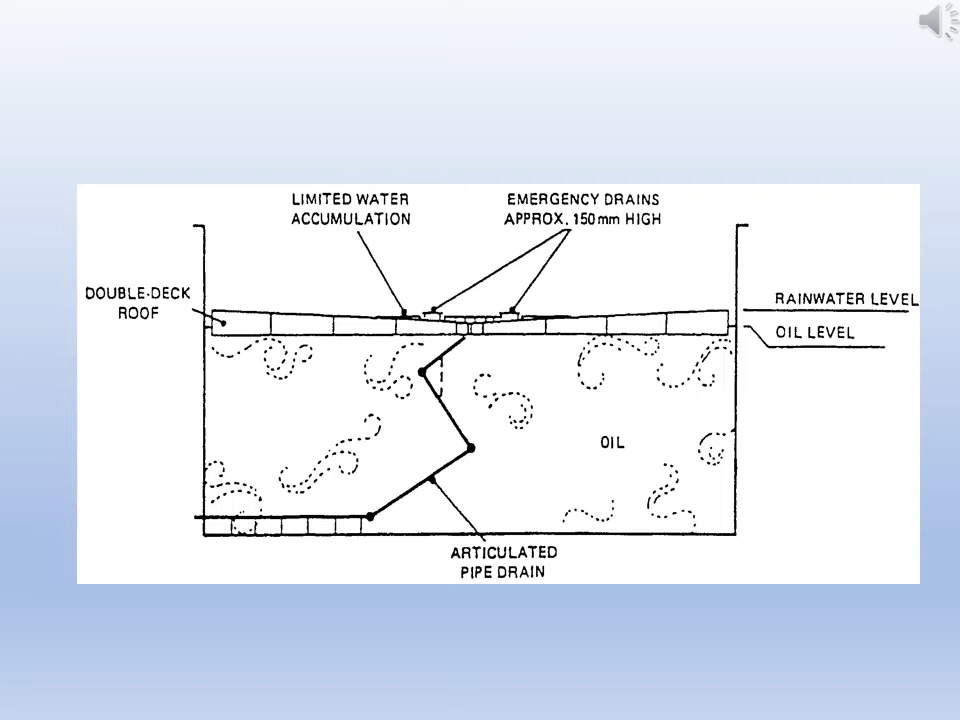 LIMITED WATER
ACCUMULATION
EMERGENCY DRAINS
APPROX. 150mm HIGH
DOUBLE-DECK
ROOF
RAINWATER LEVEL
OIL LEVEL
OIL
ARTICULATED
PIPE DRAIN